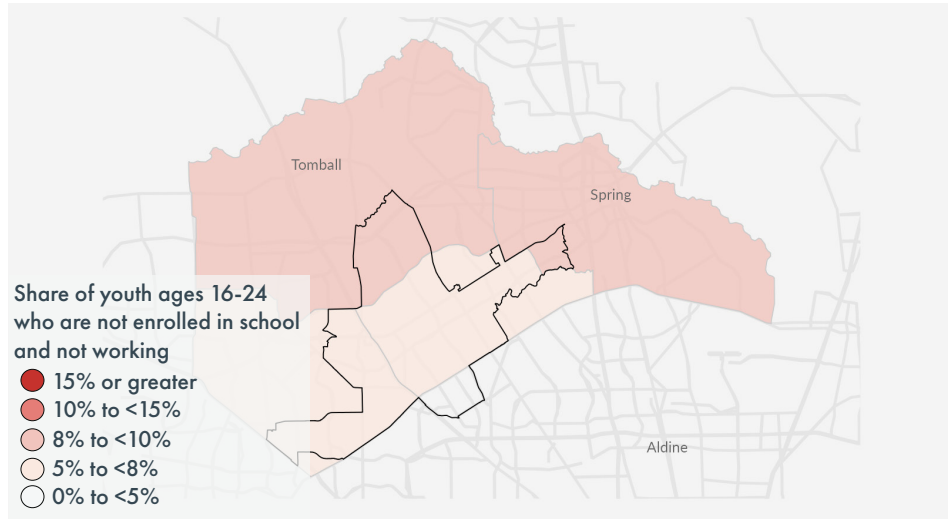 Tomball
Spring
Share of youth ages 16-24
who are not enrolled in school
and not working
15% or greater
10% to <15%
8% to <10%
5% to <8%
0% to <5%
Aldine